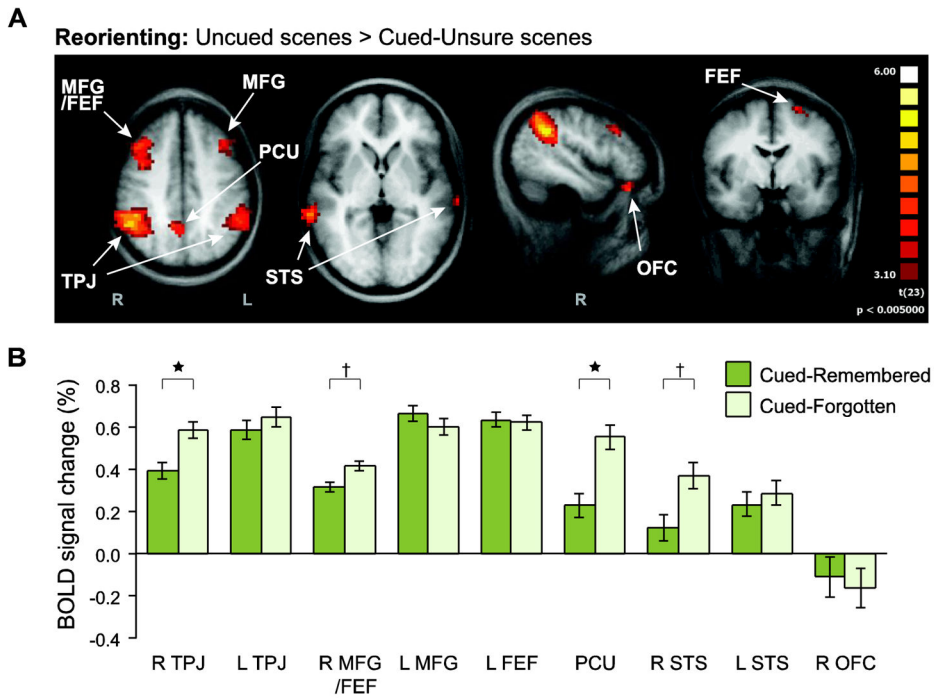 A
Reorienting: Uncued scenes > Cued-Unsure scenes
MFG
/FEF
MFG
PCU
TPJ
STS
OFC
FEF
R
L
R
6.00
3.10
t(23)
p < 0.005000
B
BOLD signal change (%)
0.8
0.6
0.4
0.2
0.0
-0.2
-0.4
★
†
★
†
Cued-Remembered
Cued-Forgotten
R TPJ
L TPJ
R MFG
/FEF
L MFG
L FEF
PCU
R STS
L STS
R OFC